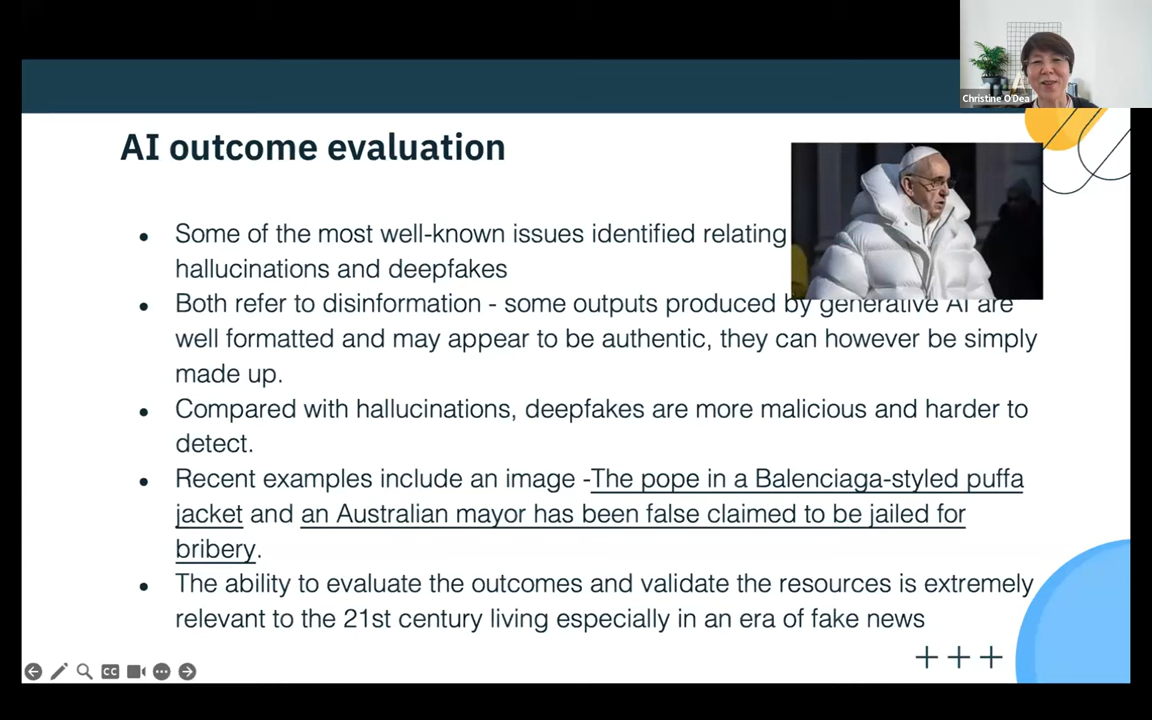 Christine O'Dea
AI outcome evaluation
Some of the most well-known issues identified relating
hallucinations and deepfakes
Both refer to disinformation - some outputs produced by generative AI are
well formatted and may appear to be authentic, they can however be simply
made up.
Compared with hallucinations, deepfakes are more malicious and harder to
detect.
Recent examples include an image -The pope in a Balenciaga-styled puffa
jacket and an Australian mayor has been false claimed to be jailed for
bribery.
The ability to evaluate the outcomes and validate the resources is extremely
relevant to the 21st century living especially in an era of fake news
+++
CC